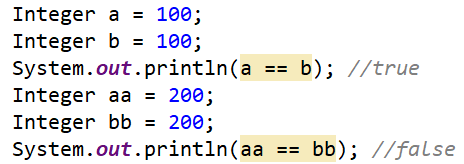 Integer a = 100;
Integer b = 100;
System.out.println(a == b); //true
Integer aa = 200;
Integer bb = 200;
System.out.println(aa == bb); //false